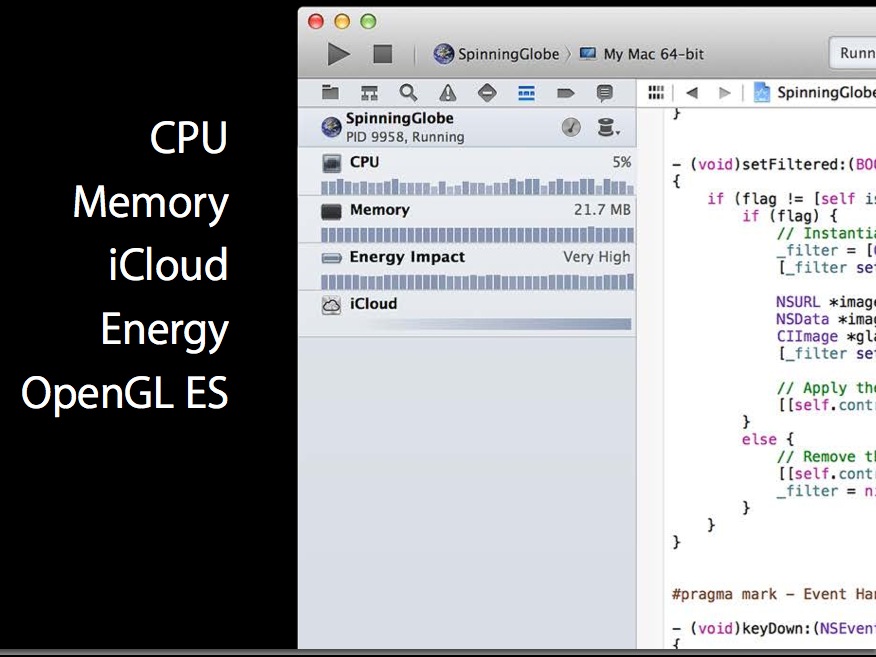 CPU
Memory
iCloud
Energy
OpenGL ES
SpinningGlobe
My Mac 64-bit
Runn
SpinningGlobe
PID 9958, Running
CPU 5%
Memory 21.7 MB
Energy Impact Very High
iCloud
SpinningGlobe
}
- (void)setFiltered:(BOO
{
if (flag != [self is
if (flag) {
// Instantia
_filter = [C
[_filter set
NSURL *image
NSData *imag
CIImage *gla
[_filter set
// Apply the
[[self.contr
}
else {
// Remove th
[[self.contr
_filter = ni
}
}
}
#pragma mark - Event Han
- (void)keyDown:(NSEvent
{